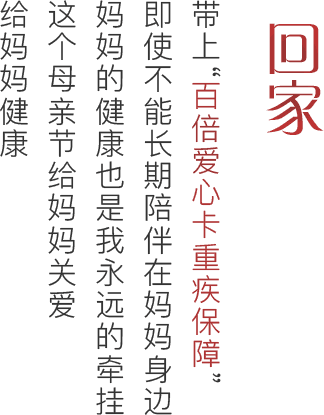 回家
带上“百倍爱心卡重疾保障”
即使不能长期陪伴在妈妈身边
妈妈的健康也是我永远的牵挂
这个母亲节给妈妈关爱
给妈妈健康